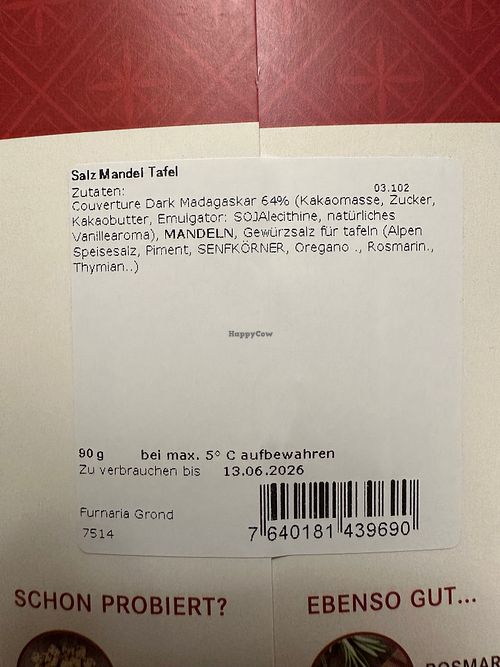 Salz Mandel Tafel
Zutaten: 03.102
Couverture Dark Madagaskar 64% (Kakaomasse, Zucker,
Kakaobutter, Emulgator: SOJAlecithine, natürliches
Vanillearoma), MANDELN, Gewürzsalz für tafeln (Alpen
Speisesalz, Piment, SENFKÖRNER, Oregano ., Rosmarin.,
Thymian..)
HappyCow
90 g bei max. 5° C aufbewahren
Zu verbrauchen bis 13.06.2026
Furnaria Grond
7514
7 640181 439690
SCHON PROBIERT?
EBENSO GUT...